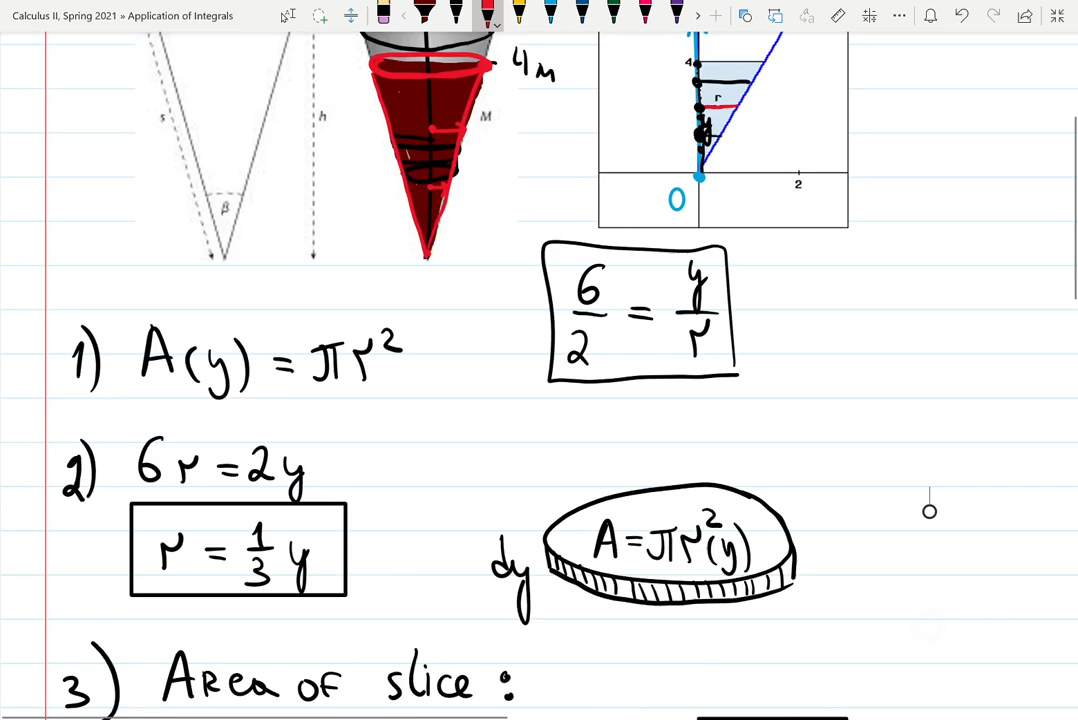 Calculus II, Spring 2021 » Application of Integrals
s
β
h
4m
M
4
r
y
2
O
6/2 = y/r
1) A(y) = πr²
2) 6r = 2y
r = 1/3 y
dy
A = πr²(y)
3) Area of slice: